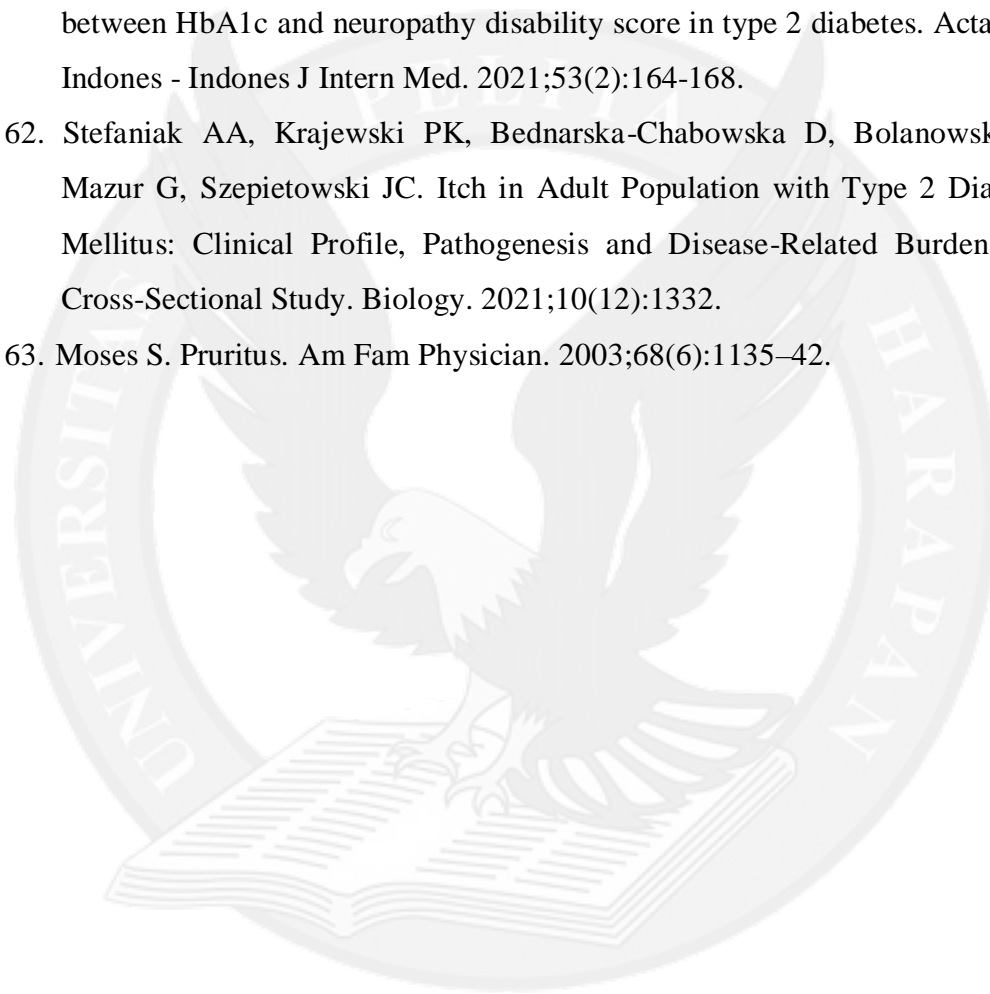 between HbA1c and neuropathy disability score in type 2 diabetes. Acta
Indones - Indones J Intern Med. 2021;53(2):164-168.
62. Stefaniak AA, Krajewski PK, Bednarska-Chabowska D, Bolanowsk
Mazur G, Szepietowski JC. Itch in Adult Population with Type 2 Dia
Mellitus: Clinical Profile, Pathogenesis and Disease-Related Burden
Cross-Sectional Study. Biology. 2021;10(12):1332.
63. Moses S. Pruritus. Am Fam Physician. 2003;68(6):1135–42.
UNIVERSITAS
PELITA
HARAPAN